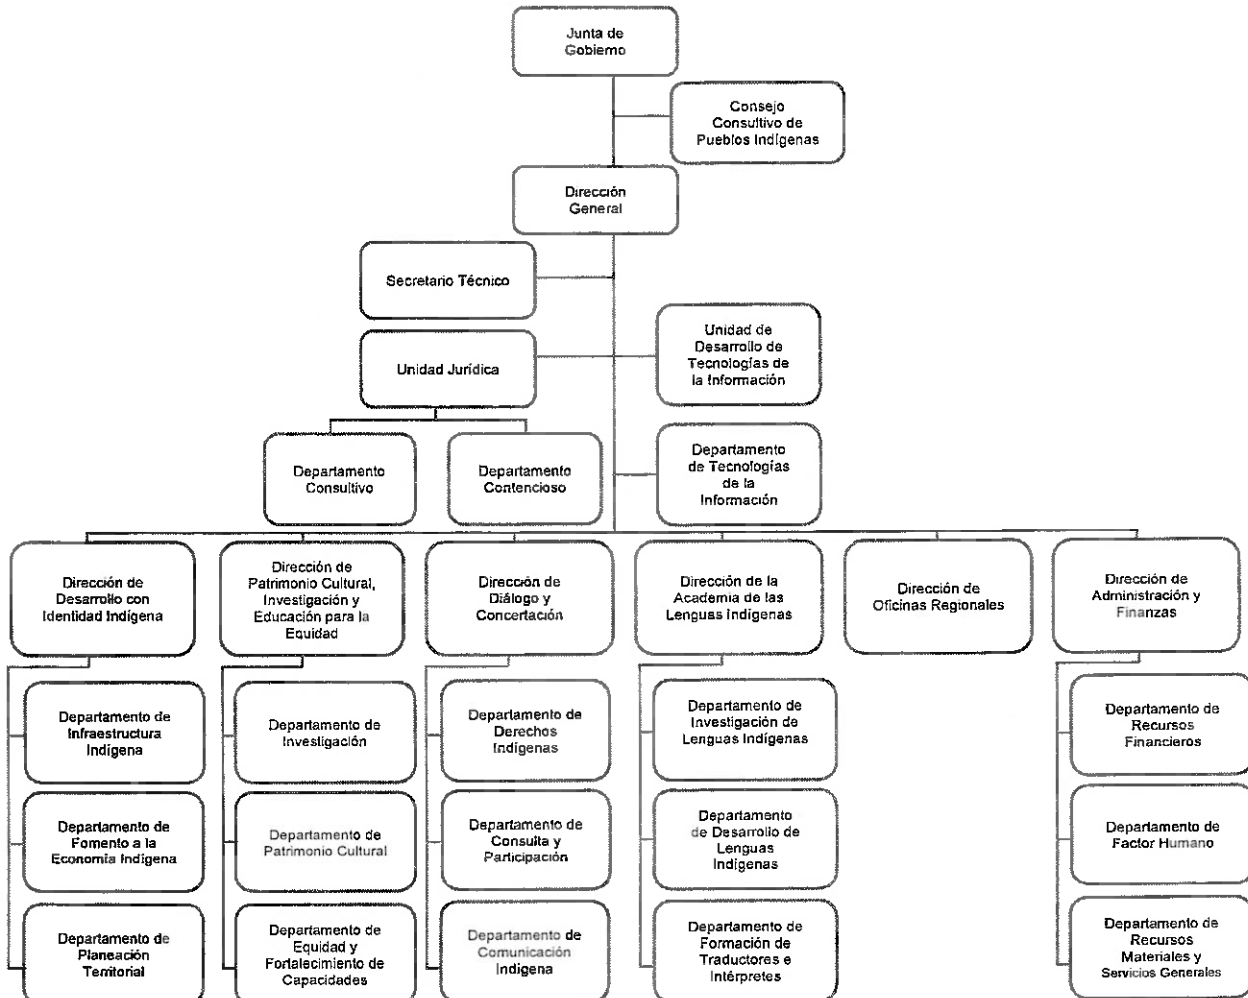 Junta de
Gobierno
Consejo
Consultivo de
Pueblos Indígenas
Dirección
General
Secretario Técnico
Unidad Jurídica
Unidad de
Desarrollo de
Tecnologías de
la Información
Departamento
Consultivo
Departamento
Contencioso
Departamento
de Tecnologías
de la
Información
Dirección de
Desarrollo con
Identidad Indígena
Dirección de
Patrimonio Cultural,
Investigación y
Educación para la
Equidad
Dirección de
Diálogo y
Concertación
Dirección de la
Academia de las
Lenguas Indígenas
Dirección de
Oficinas Regionales
Dirección de
Administración y
Finanzas
Departamento de
Infraestructura
Indígena
Departamento de
Investigación
Departamento de
Derechos
Indígenas
Departamento de
Investigación de
Lenguas Indígenas
Departamento de
Recursos
Financieros
Departamento de
Fomento a la
Economía Indígena
Departamento de
Patrimonio Cultural
Departamento de
Consulta y
Participación
Departamento
de Desarrollo de
Lenguas
Indígenas
Departamento de
Factor Humano
Departamento de
Planeación
Territorial
Departamento de
Equidad y
Fortalecimiento de
Capacidades
Departamento de
Comunicación
Indígena
Departamento de
Formación de
Traductores e
Intérpretes
Departamento de
Recursos
Materiales y
Servicios Generales